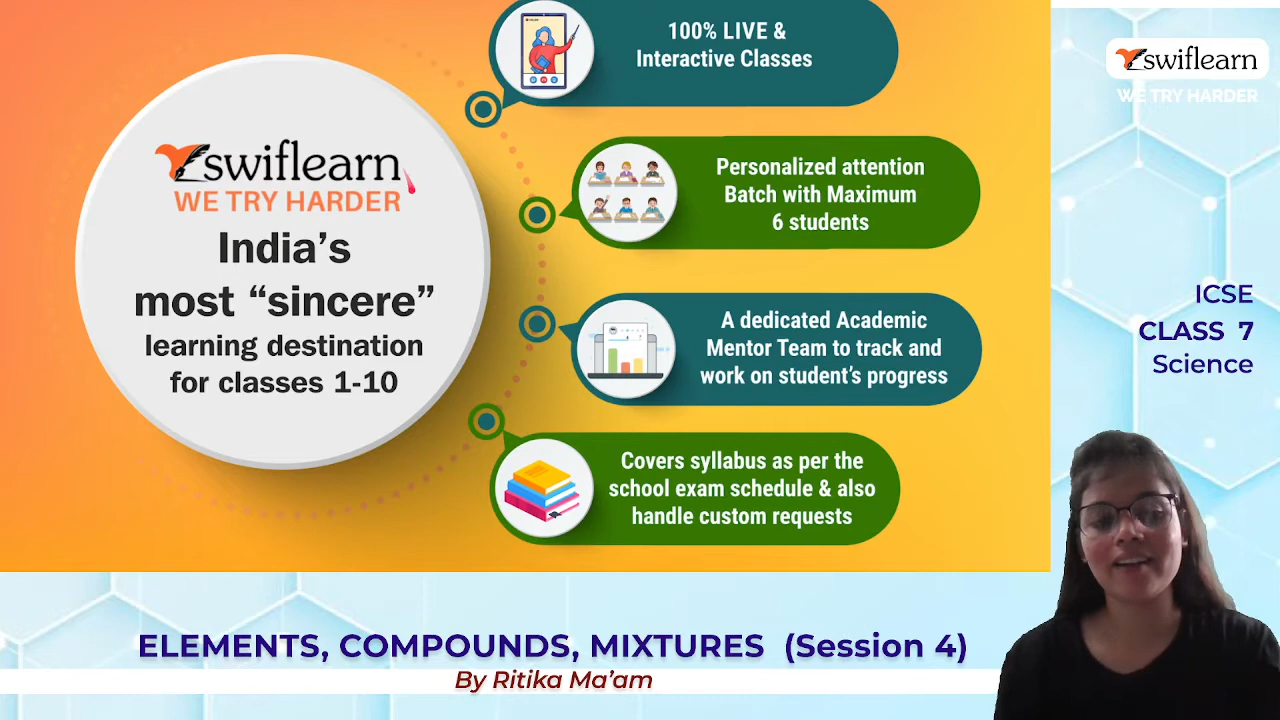 swiflearn
WE TRY HARDER
India's
most “sincere”
learning destination
for classes 1-10
100% LIVE &
Interactive Classes
Personalized attention
Batch with Maximum
6 students
A dedicated Academic
Mentor Team to track and
work on student's progress
Covers syllabus as per the
school exam schedule & also
handle custom requests
swiflearn
WE TRY HARDER
ICSE
CLASS 7
Science
ELEMENTS, COMPOUNDS, MIXTURES (Session 4)
By Ritika Ma'am